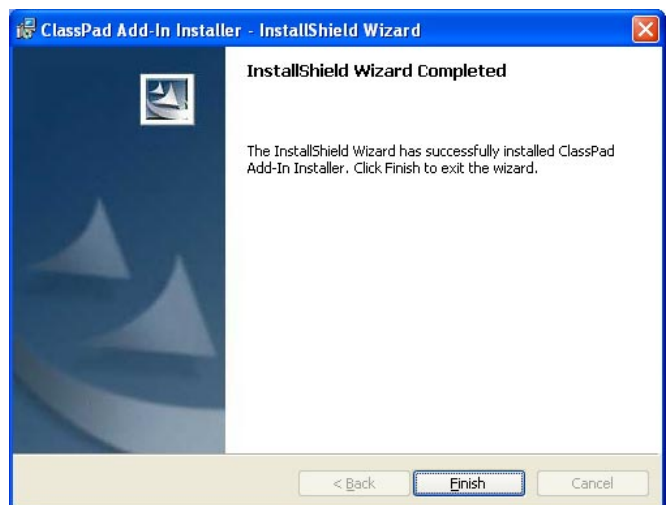 ClassPad Add-In Installer - InstallShield Wizard
InstallShield Wizard Completed
The InstallShield Wizard has successfully installed ClassPad
Add-In Installer. Click Finish to exit the wizard.
< Back
Finish
Cancel